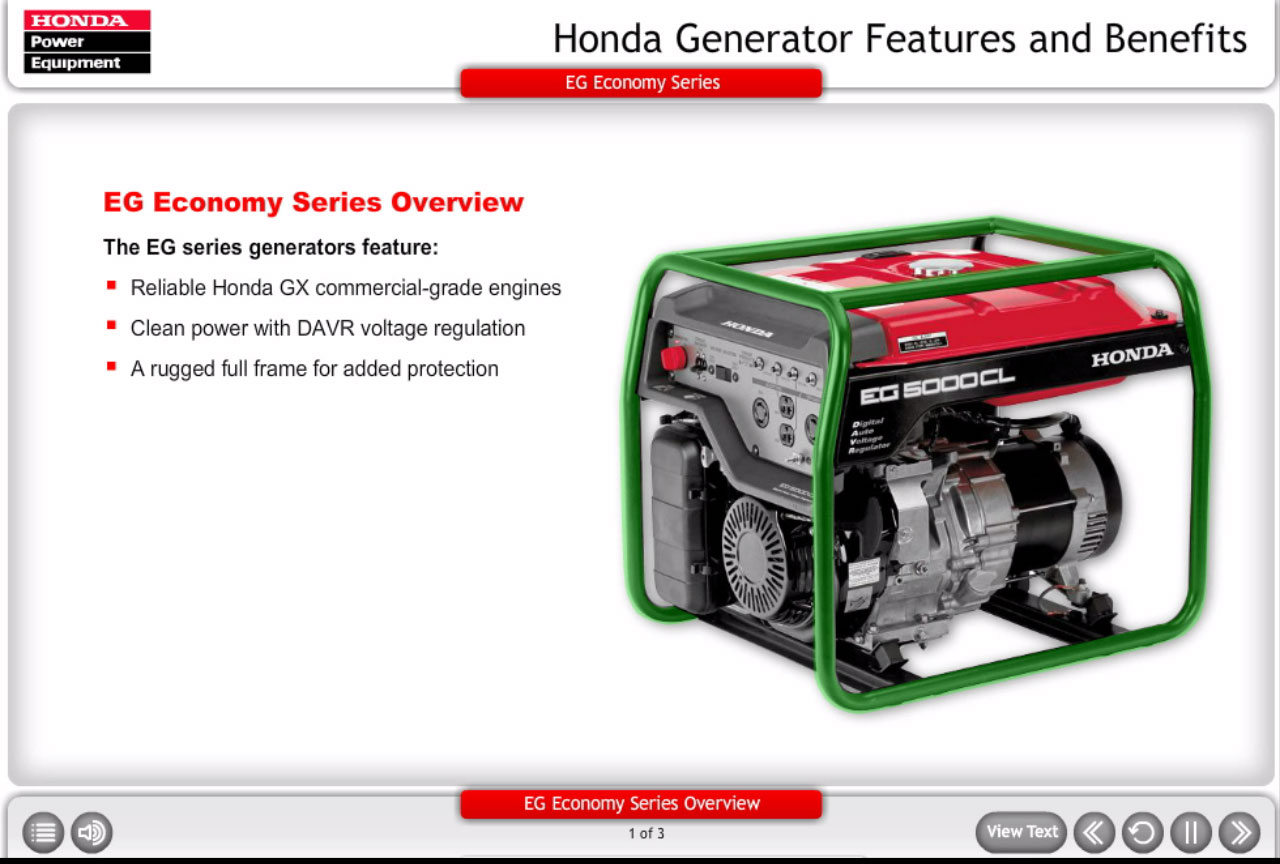 HONDA
Power
Equipment
Honda Generator Features and Benefits
EG Economy Series
EG Economy Series Overview
The EG series generators feature:
Reliable Honda GX commercial-grade engines
Clean power with DAVR voltage regulation
A rugged full frame for added protection
HONDA
HONDA
EG 5000CL
Digital
Auto
Voltage
Regulator
EG Economy Series Overview
1 of 3
View Text